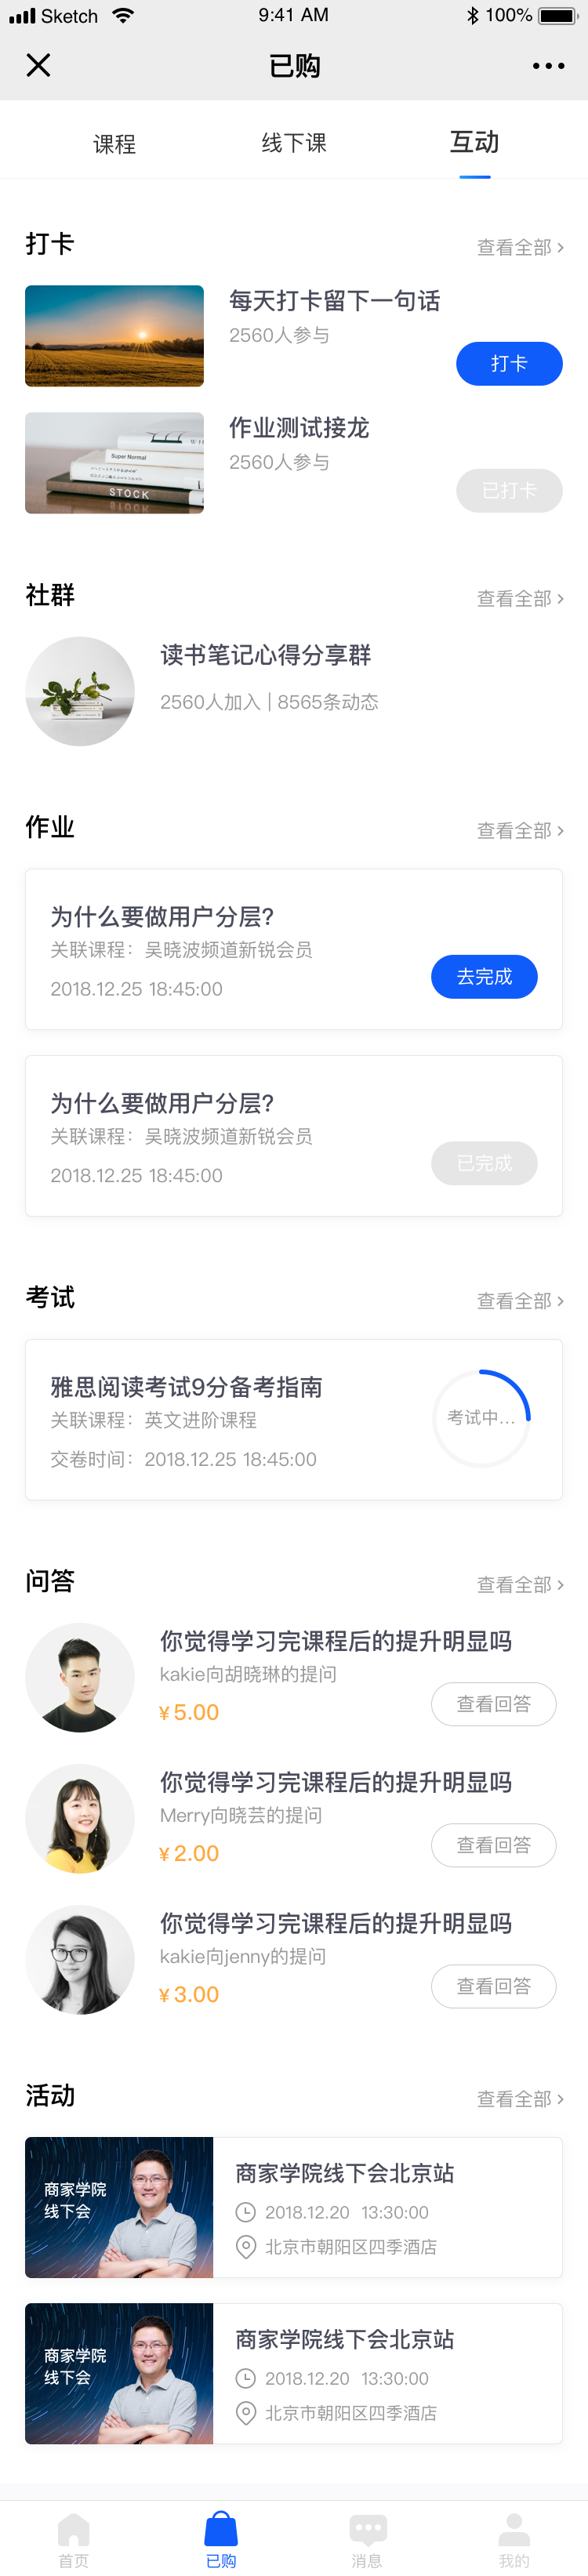 Sketch 9:41 AM 100%
已购
课程 线下课 互动
打卡 查看全部
每天打卡留下一句话
2560人参与
打卡
Super Normal
STOCK
作业测试接龙
2560人参与
已打卡
社群 查看全部
读书笔记心得分享群
2560人加入 | 8565条动态
作业 查看全部
为什么要做用户分层?
关联课程：吴晓波频道新锐会员
2018.12.25 18:45:00
去完成
为什么要做用户分层?
关联课程：吴晓波频道新锐会员
2018.12.25 18:45:00
已完成
考试 查看全部
雅思阅读考试9分备考指南
关联课程：英文进阶课程
交卷时间：2018.12.25 18:45:00
考试中...
问答 查看全部
你觉得学习完课程后的提升明显吗
kakie向胡晓琳的提问
¥ 5.00
查看回答
你觉得学习完课程后的提升明显吗
Merry向晓芸的提问
¥ 2.00
查看回答
你觉得学习完课程后的提升明显吗
kakie向jenny的提问
¥ 3.00
查看回答
活动 查看全部
商家学院
线下会
商家学院线下会北京站
2018.12.20 13:30:00
北京市朝阳区四季酒店
商家学院
线下会
商家学院线下会北京站
2018.12.20 13:30:00
北京市朝阳区四季酒店
首页 已购 消息 我的